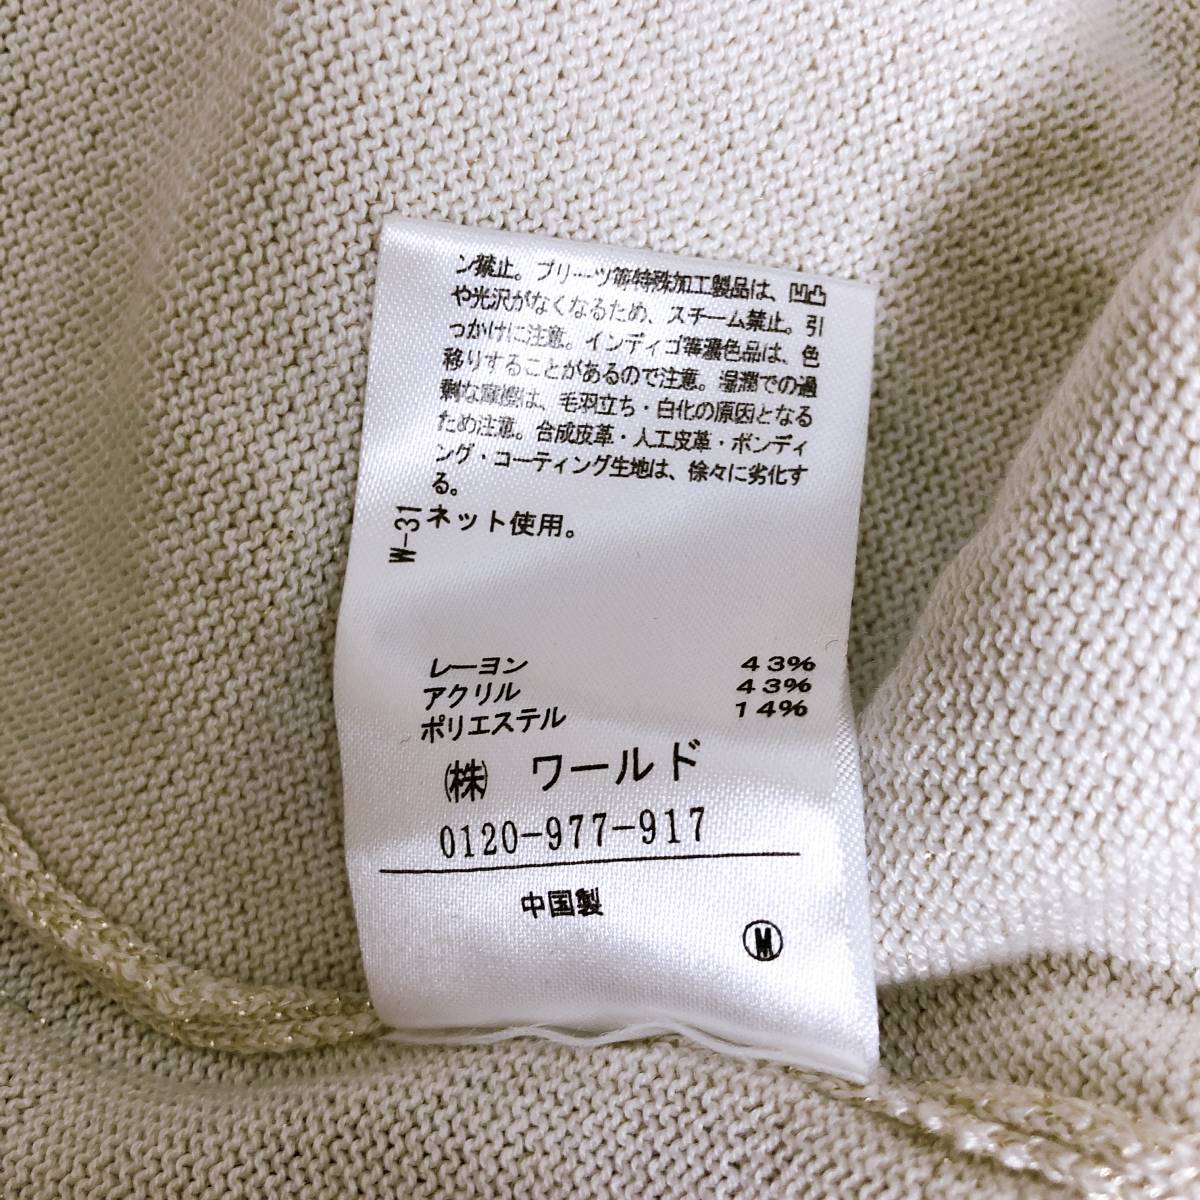 ン禁止。プリーツ等特殊加工製品は、凹凸
や光沢がなくなるため、スチーム禁止。引
っかけに注意。インディゴ等濃色品は、色
移りすることがあるので注意。湿潤での過
剰な摩擦は、毛羽立ち・白化の原因となる
ため注意。合成皮革・人工皮革・ボンディ
ング・コーティング生地は、徐々に劣化す
る。
ネット使用。
W-31
レーヨン 43%
アクリル 43%
ポリエステル 14%
㈱ ワールド
0120-977-917
中国製
Ⓜ